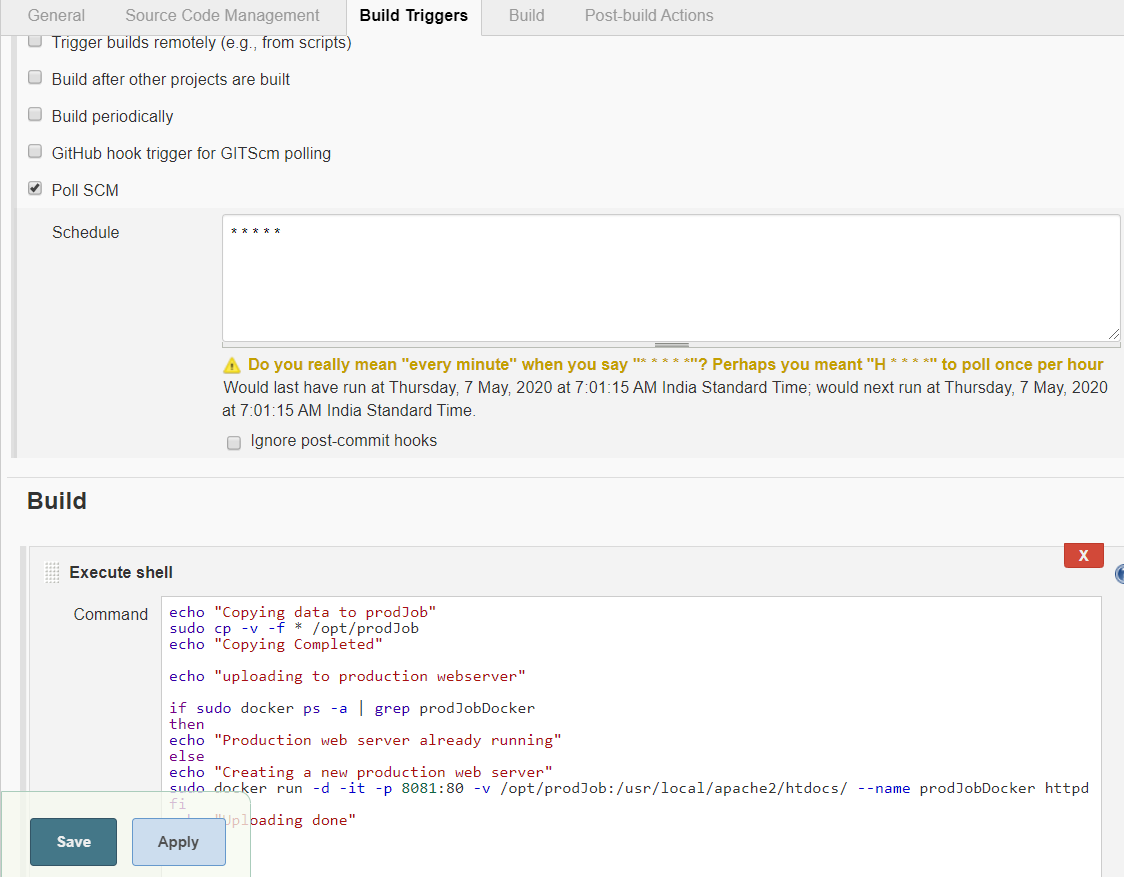 General Source Code Management Build Triggers Build Post-build Actions
Trigger builds remotely (e.g., from scripts)
Build after other projects are built
Build periodically
GitHub hook trigger for GITScm polling
Poll SCM
Schedule
* * * * *
Do you really mean "every minute" when you say "* * * * *"? Perhaps you meant "H * * * *" to poll once per hour
Would last have run at Thursday, 7 May, 2020 at 7:01:15 AM India Standard Time; would next run at Thursday, 7 May, 2020
at 7:01:15 AM India Standard Time.
Ignore post-commit hooks
Build
X
Execute shell
Command
echo "Copying data to prodJob"
sudo cp -v -f * /opt/prodJob
echo "Copying Completed"
echo "uploading to production webserver"
if sudo docker ps -a | grep prodJobDocker
then
echo "Production web server already running"
else
echo "Creating a new production web server"
sudo docker run -d -it -p 8081:80 -v /opt/prodJob:/usr/local/apache2/htdocs/ --name prodJobDocker httpd
fi
"Uploading done"
Save Apply